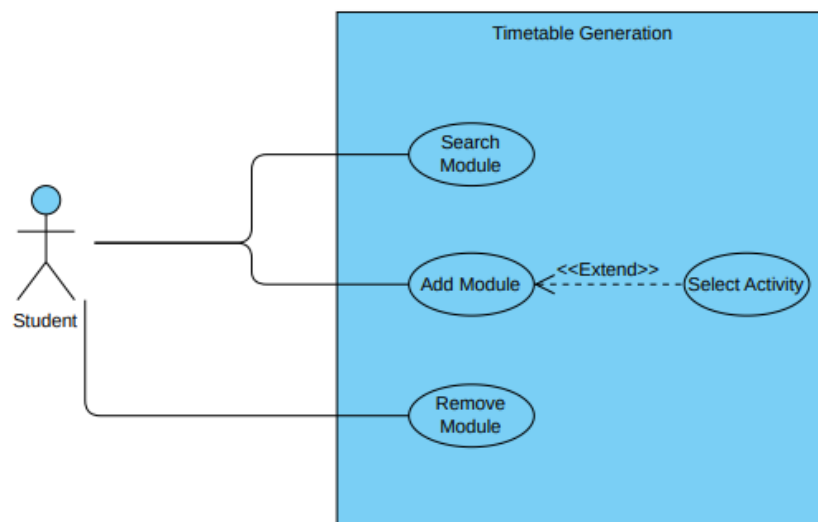 Timetable Generation
Search
Module
Student
Add Module
<<Extend>>
Select Activity
Remove
Module